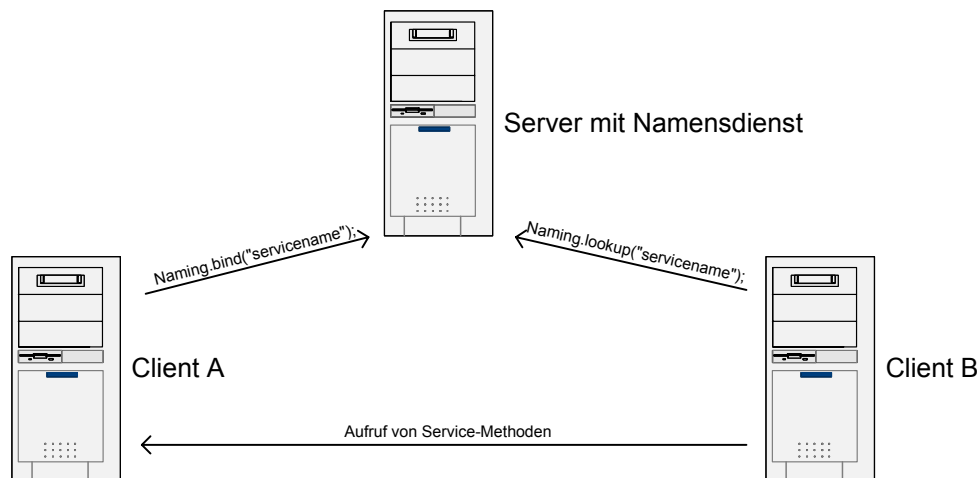 Server mit Namensdienst
Naming.bind("servicename");
Naming.lookup("servicename");
Client A
Client B
Aufruf von Service-Methoden